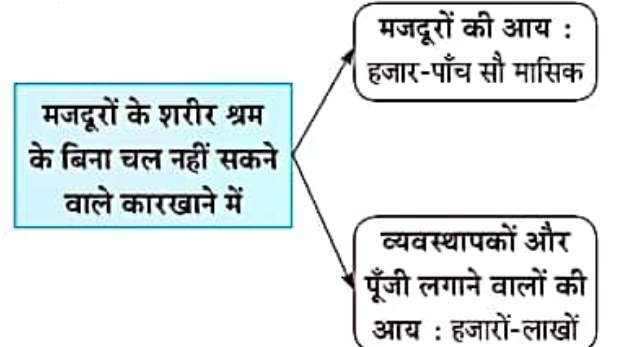 मजदूरों के शरीर श्रम
के बिना चल नहीं सकने
वाले कारखाने में
मजदूरों की आय :
हजार-पाँच सौ मासिक
व्यवस्थापकों और
पूँजी लगाने वालों की
आय : हजारों-लाखों